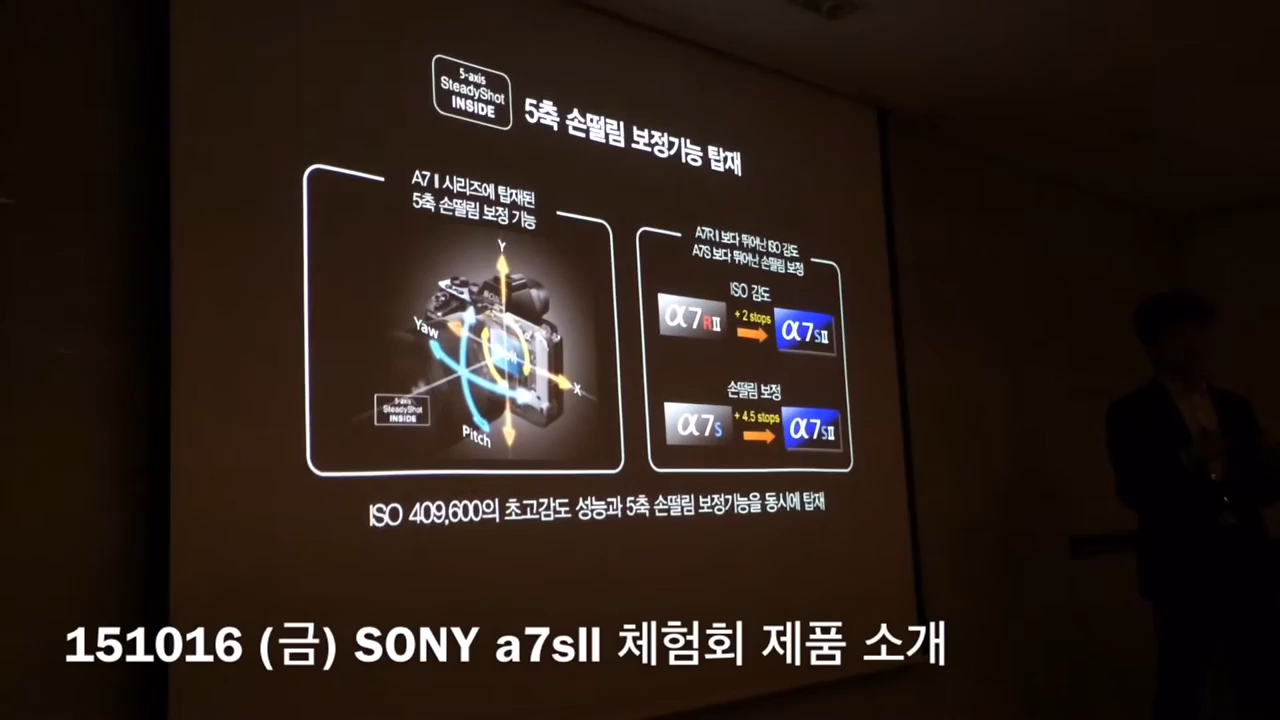 5-axis
SteadyShot
INSIDE
5축 손떨림 보정기능 탑재
A7Ⅱ 시리즈에 탑재된
5축 손떨림 보정 기능
Y
SONY
Yaw
Roll
X
5-axis
SteadyShot
INSIDE
Pitch
A7RⅡ 보다 뛰어난 ISO 감도
A7S 보다 뛰어난 손떨림 보정
ISO 감도
α7RⅡ
+ 2 stops
α7SⅡ
손떨림 보정
α7S
+ 4.5 stops
α7SⅡ
ISO 409,600의 초고감도 성능과 5축 손떨림 보정기능을 동시에 탑재
151016 (금) SONY a7sII 체험회 제품 소개